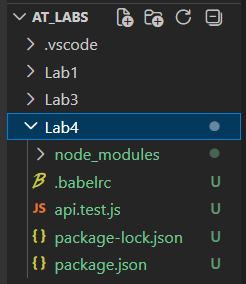 AT_LABS
.vscode
Lab1
Lab3
Lab4
node_modules
.babelrc U
JS api.test.js U
{} package-lock.json U
{} package.json U